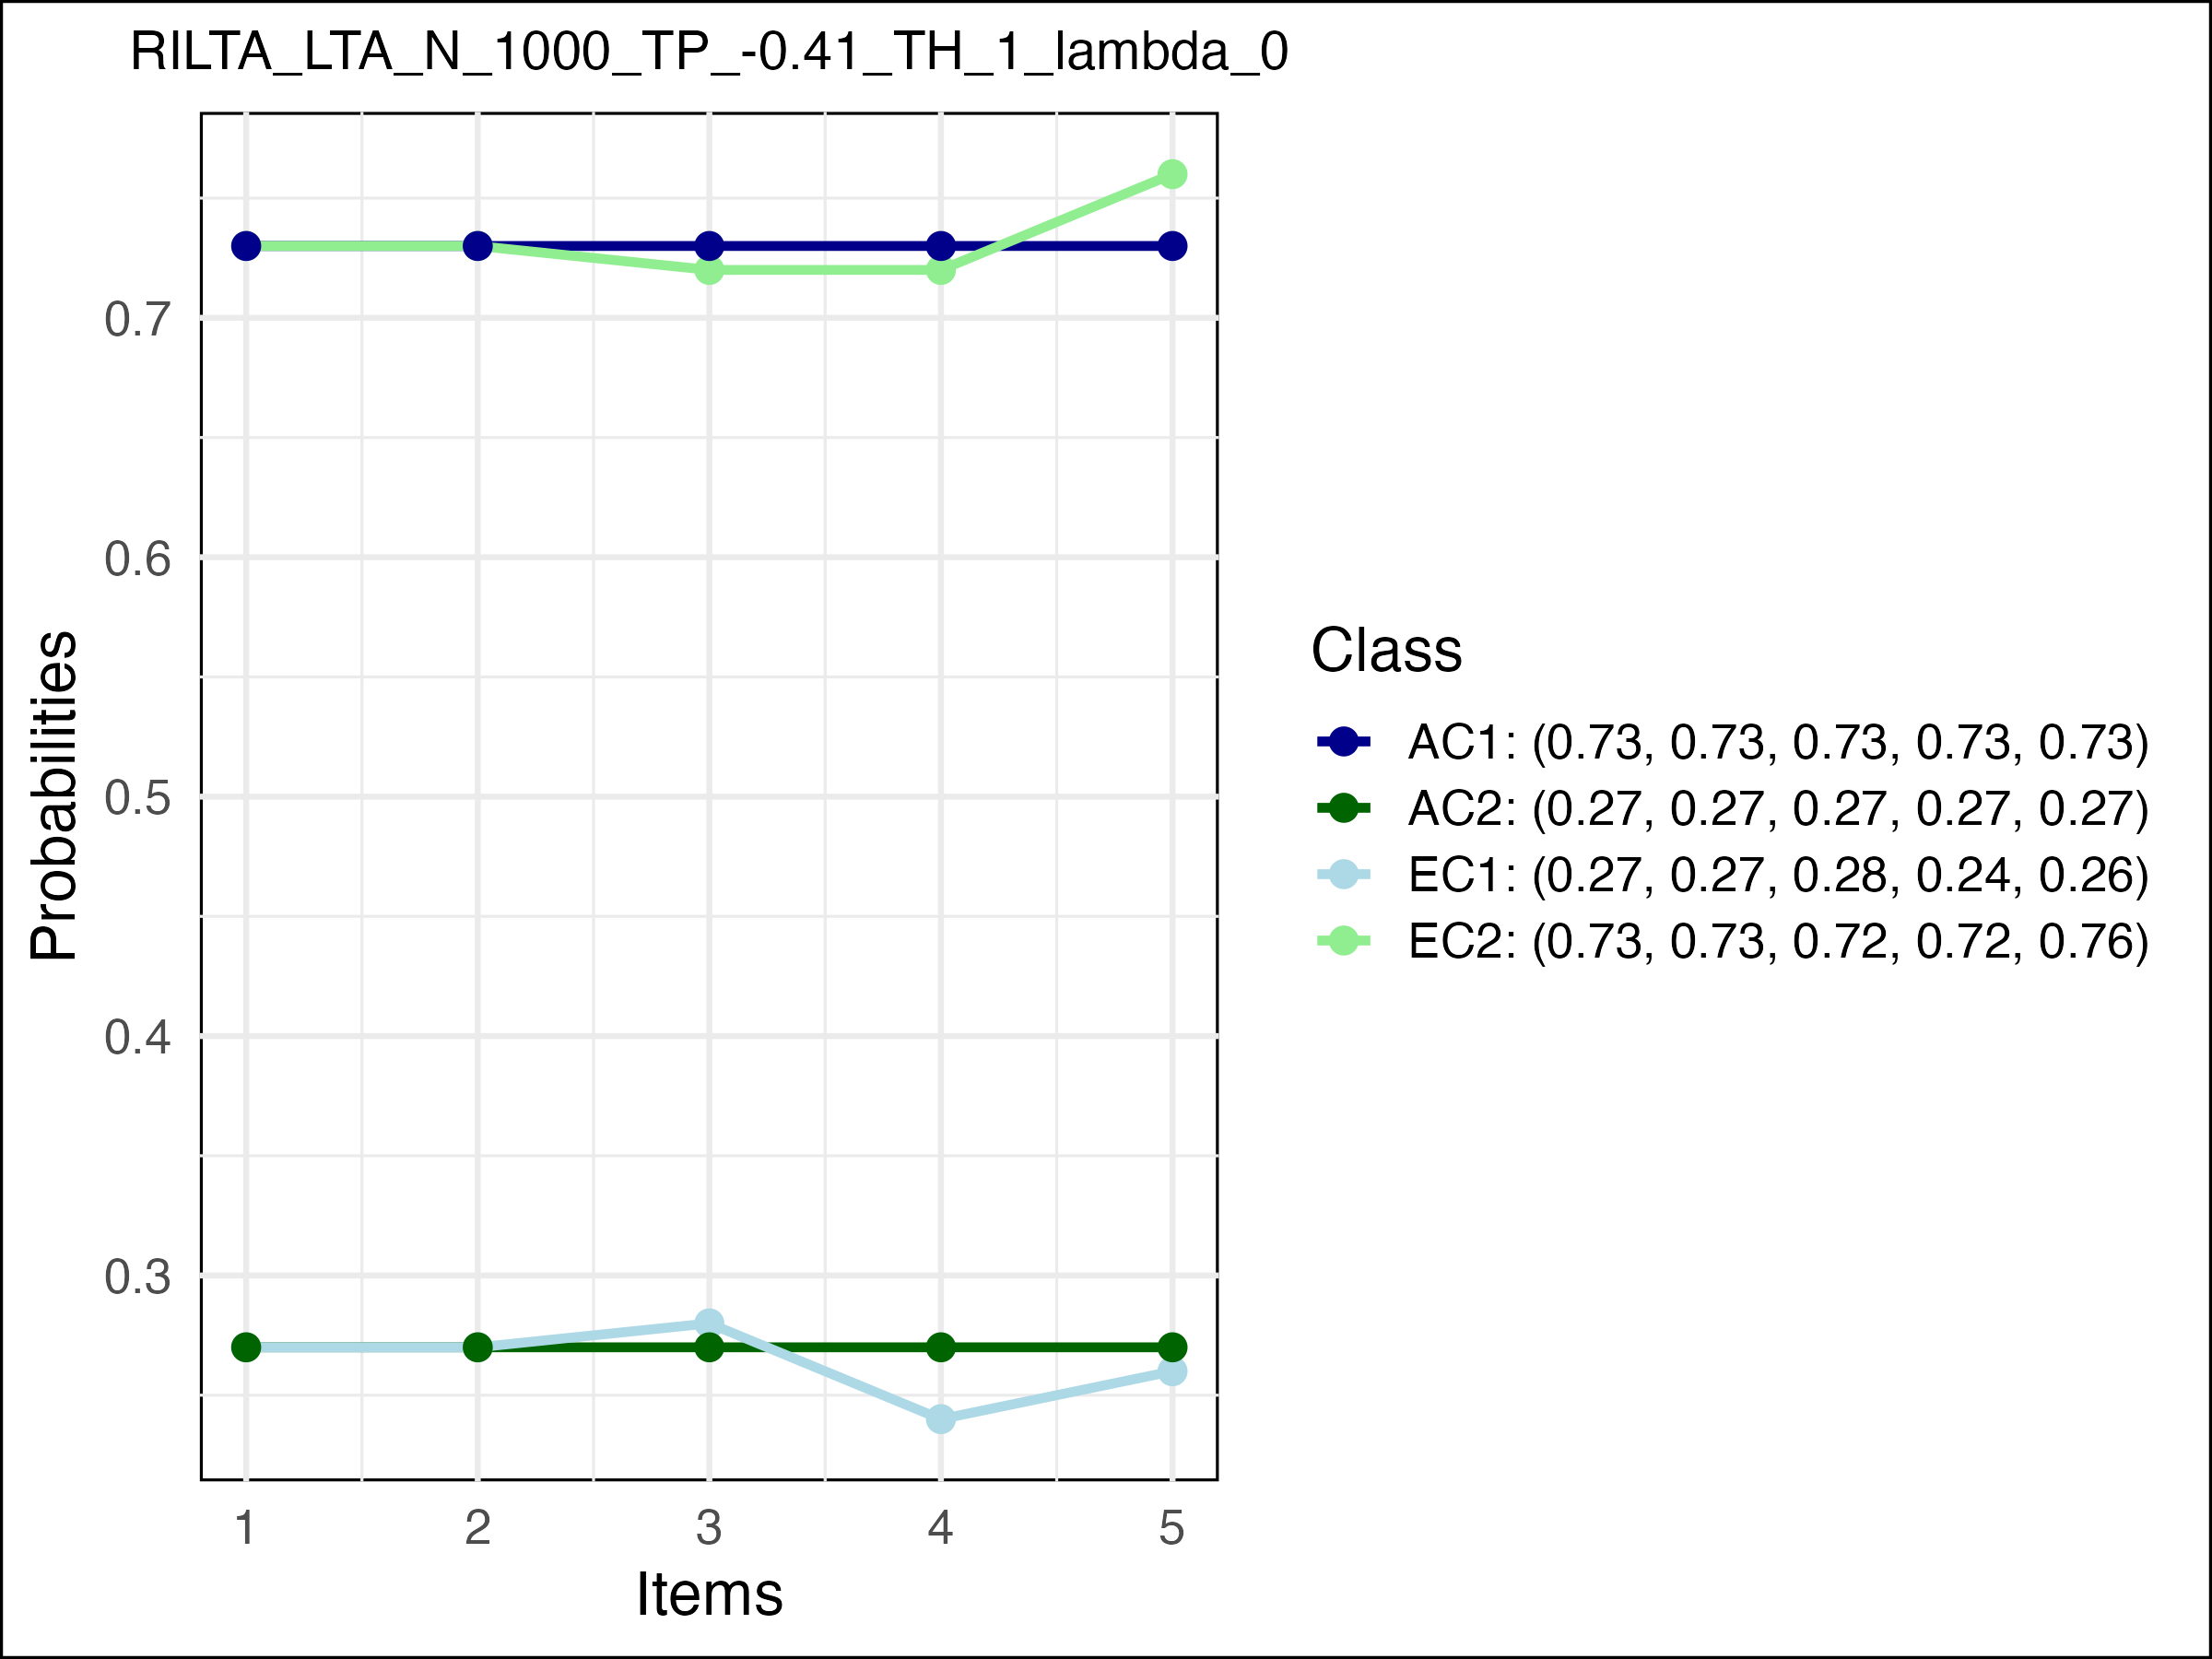 RILTA_LTA_N_1000_TP_-0.41_TH_1_lambda_0
Probabilities
0.7
0.6
0.5
0.4
0.3
1 2 3 4 5
Items
Class
AC1: (0.73, 0.73, 0.73, 0.73, 0.73)
AC2: (0.27, 0.27, 0.27, 0.27, 0.27)
EC1: (0.27, 0.27, 0.28, 0.24, 0.26)
EC2: (0.73, 0.73, 0.72, 0.72, 0.76)